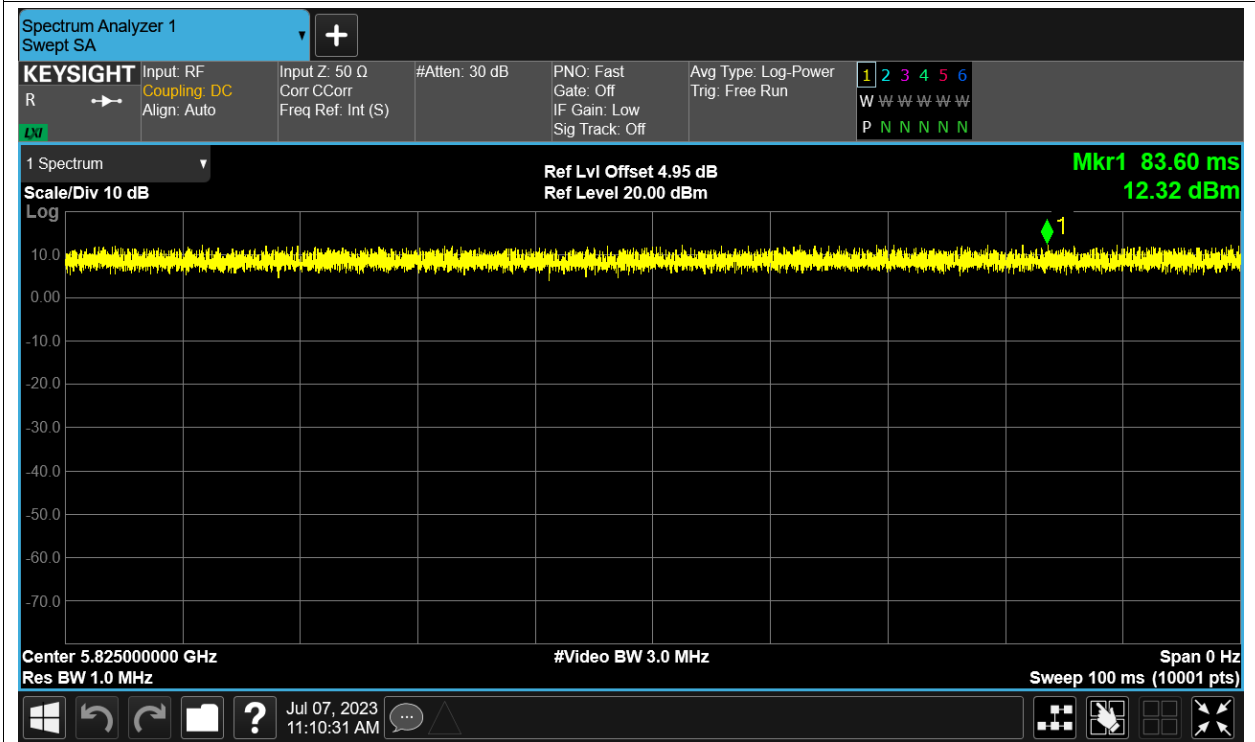 Spectrum Analyzer 1
Swept SA
+
KEYSIGHT
R
LXI
Input: RF
Coupling: DC
Align: Auto
Input Z: 50 Ω
Corr CCorr
Freq Ref: Int (S)
#Atten: 30 dB
PNO: Fast
Gate: Off
IF Gain: Low
Sig Track: Off
Avg Type: Log-Power
Trig: Free Run
1 2 3 4 5 6
W W W W W W
P N N N N N
1 Spectrum
Scale/Div 10 dB
Log
Ref Lvl Offset 4.95 dB
Ref Level 20.00 dBm
Mkr1 83.60 ms
12.32 dBm
1
10.0
0.00
-10.0
-20.0
-30.0
-40.0
-50.0
-60.0
-70.0
Center 5.825000000 GHz
#Video BW 3.0 MHz
Span 0 Hz
Res BW 1.0 MHz
Sweep 100 ms (10001 pts)
?
Jul 07, 2023
11:10:31 AM